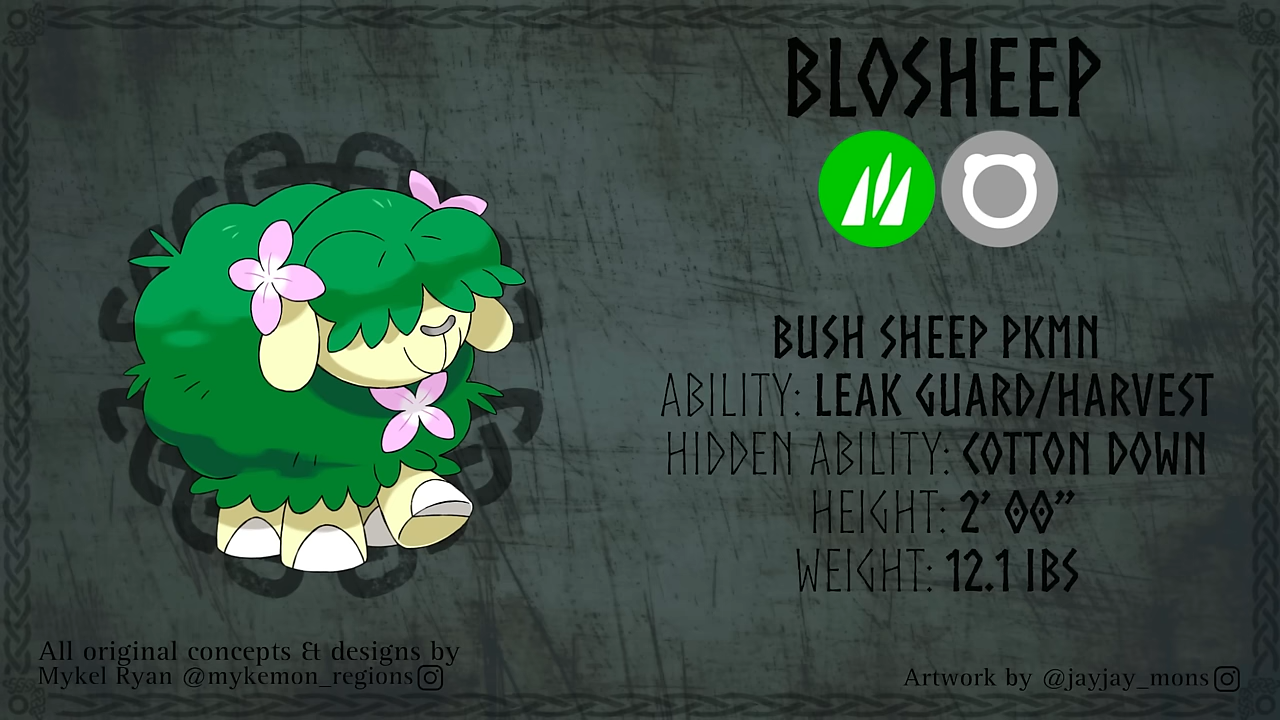 BLOSHEEP
BUSH SHEEP PKMN
ABILITY: LEAK GUARD/HARVEST
HIDDEN ABILITY: COTTON DOWN
HEIGHT: 2' 00”
WEIGHT: 12.1 lBS
All original concepts & designs by
Mykel Ryan @mykemon_regions
Artwork by @jayjay_mons